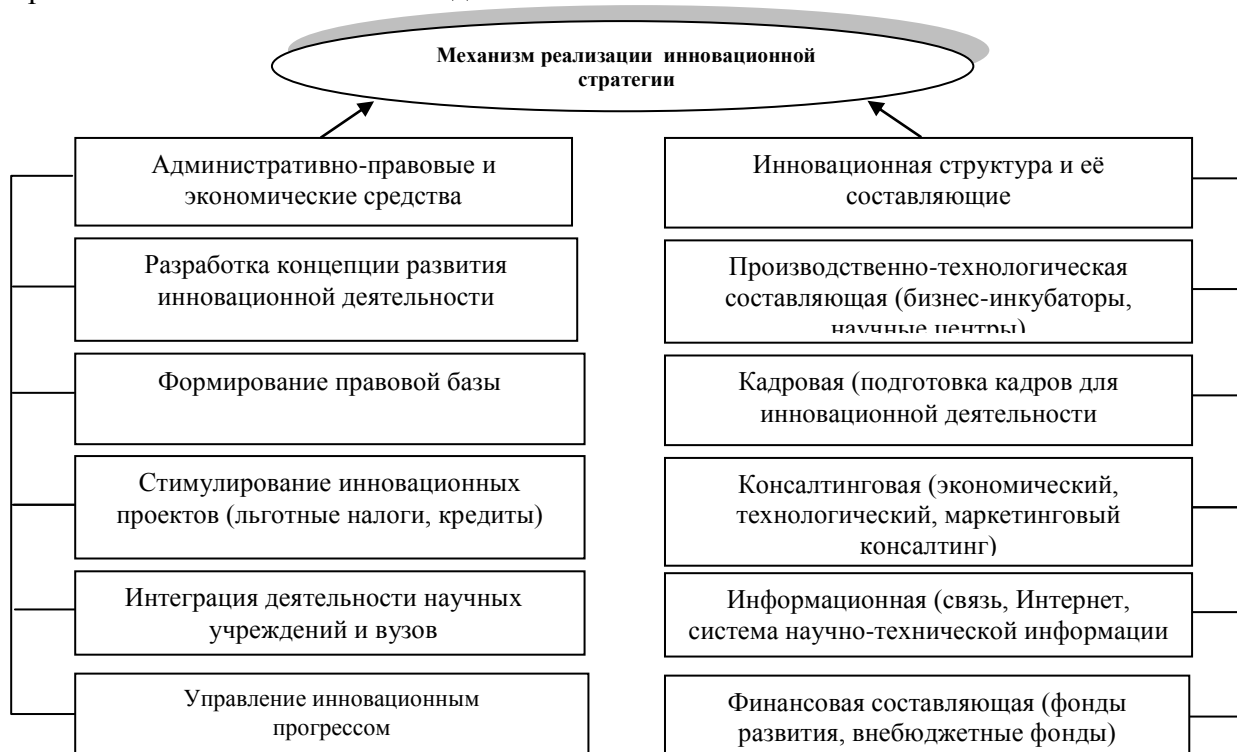 Механизм реализации инновационной
стратегии
Административно-правовые и
экономические средства
Разработка концепции развития
инновационной деятельности
Формирование правовой базы
Стимулирование инновационных
проектов (льготные налоги, кредиты)
Интеграция деятельности научных
учреждений и вузов
Управление инновационным
прогрессом
Инновационная структура и её
составляющие
Производственно-технологическая
составляющая (бизнес-инкубаторы,
научные центры)
Кадровая (подготовка кадров для
инновационной деятельности
Консалтинговая (экономический,
технологический, маркетинговый
консалтинг)
Информационная (связь, Интернет,
система научно-технической информации
Финансовая составляющая (фонды
развития, внебюджетные фонды)